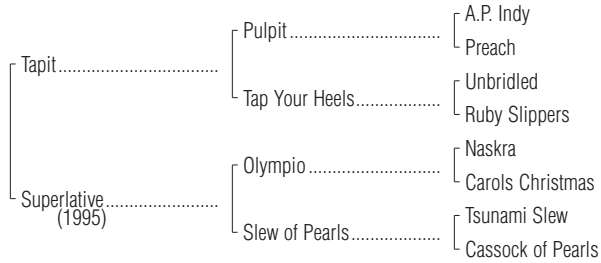 A.P. Indy
Pulpit
Preach
Tapit
Unbridled
Tap Your Heels
Ruby Slippers
Naskra
Olympio
Carols Christmas
Superlative
(1995)
Tsunami Slew
Slew of Pearls
Cassock of Pearls